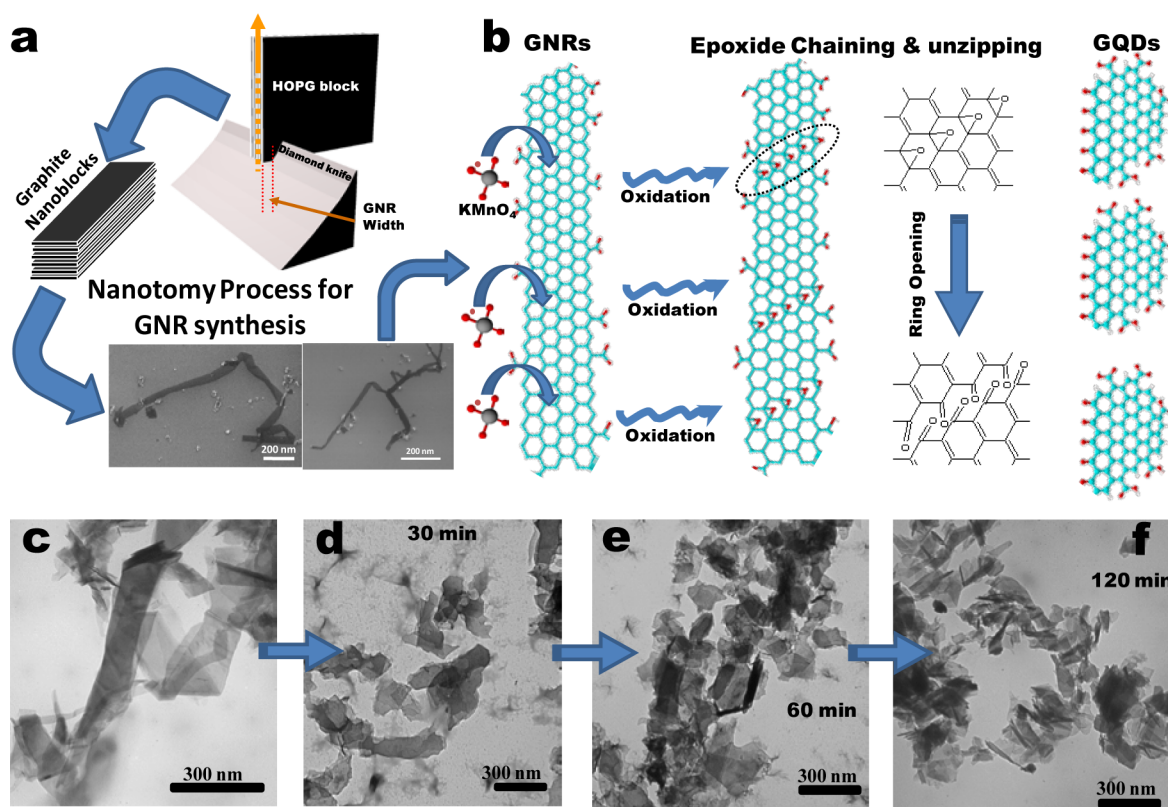 a
HOPG block
Diamond knife
GNR
Width
Graphite
Nanoblocks
Nanotomy Process for
GNR synthesis
200 nm
200 nm
b
GNRs
Epoxide Chaining & unzipping
GQDs
KMnO4
Oxidation
Oxidation
Oxidation
O
O
O
O
Ring Opening
O
O
O
O
O
O
O
O
c
300 nm
d
30 min
300 nm
e
60 min
300 nm
f
120 min
300 nm